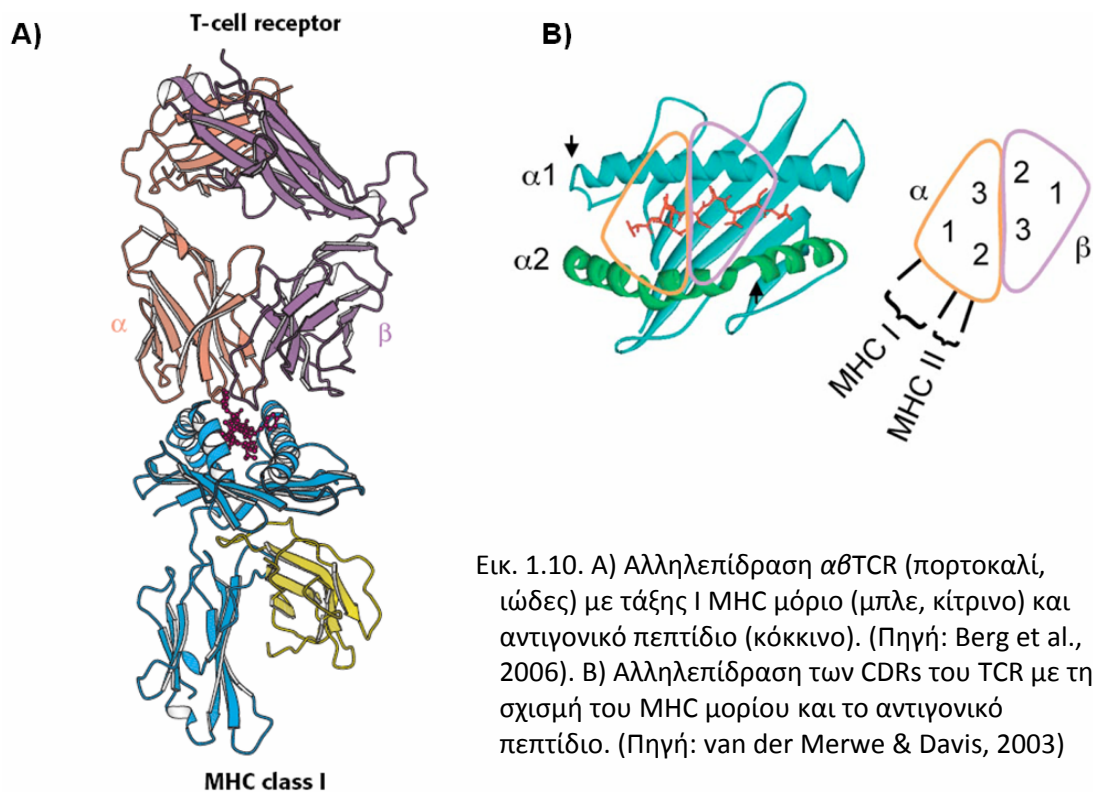 A)
T-cell receptor
α
β
MHC class I
B)
α1
α2
α
β
3
1
2
2
1
3
MHC I {
MHC II {
Εικ. 1.10. Α) Αλληλεπίδραση αβTCR (πορτοκαλί,
ιώδες) με τάξης Ι MHC μόριο (μπλε, κίτρινο) και
αντιγονικό πεπτίδιο (κόκκινο). (Πηγή: Berg et al.,
2006). Β) Αλληλεπίδραση των CDRs του TCR με τη
σχισμή του MHC μορίου και το αντιγονικό
πεπτίδιο. (Πηγή: van der Merwe & Davis, 2003)